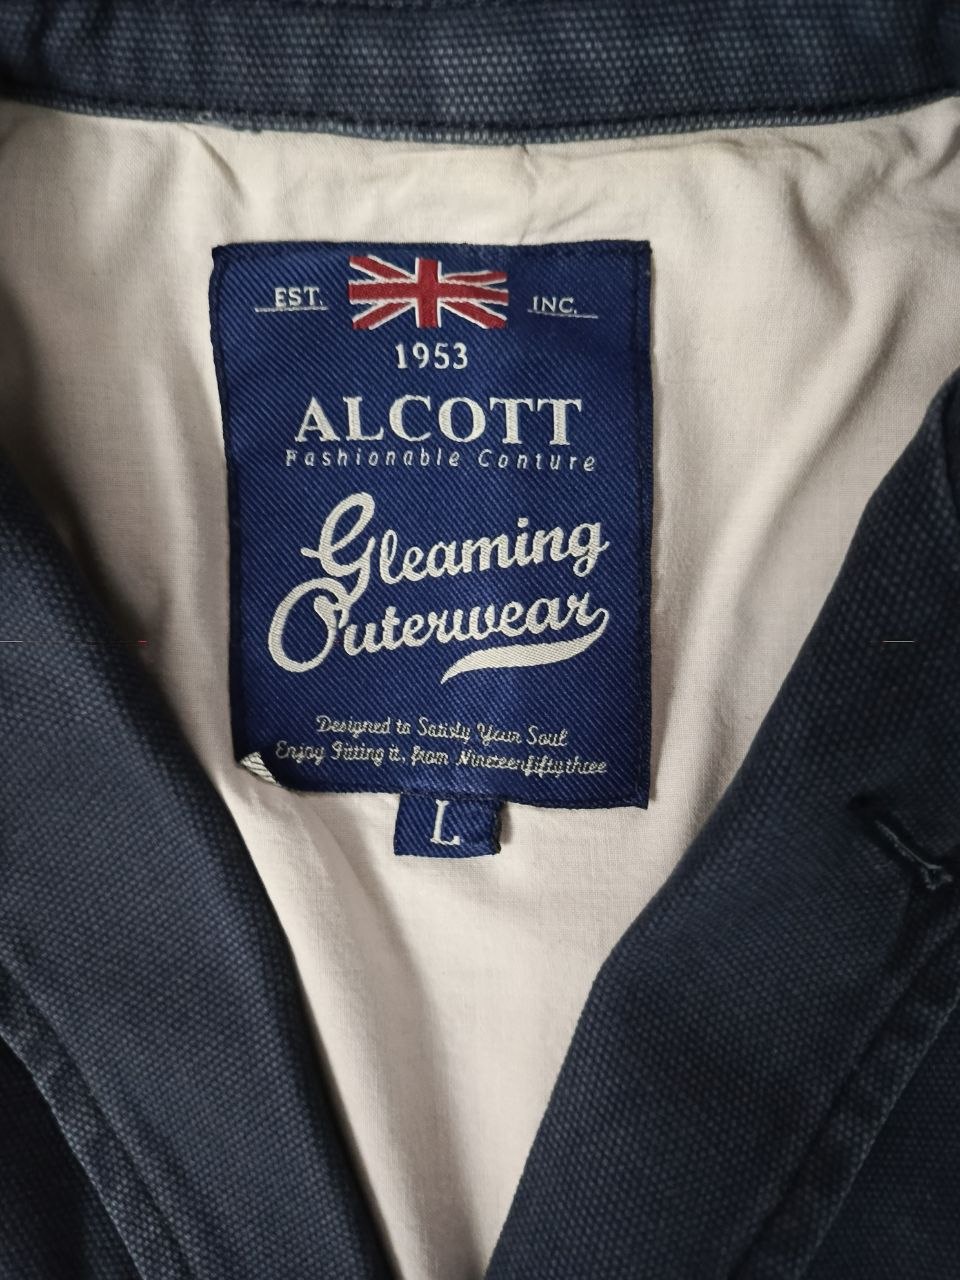 EST. INC.
1953
ALCOTT
Fashionable Conture
Gleaming
Outerwear
Designed to Satisfy Your Soul
Enjoy Fitting it, from Nineteenfiftythree
L